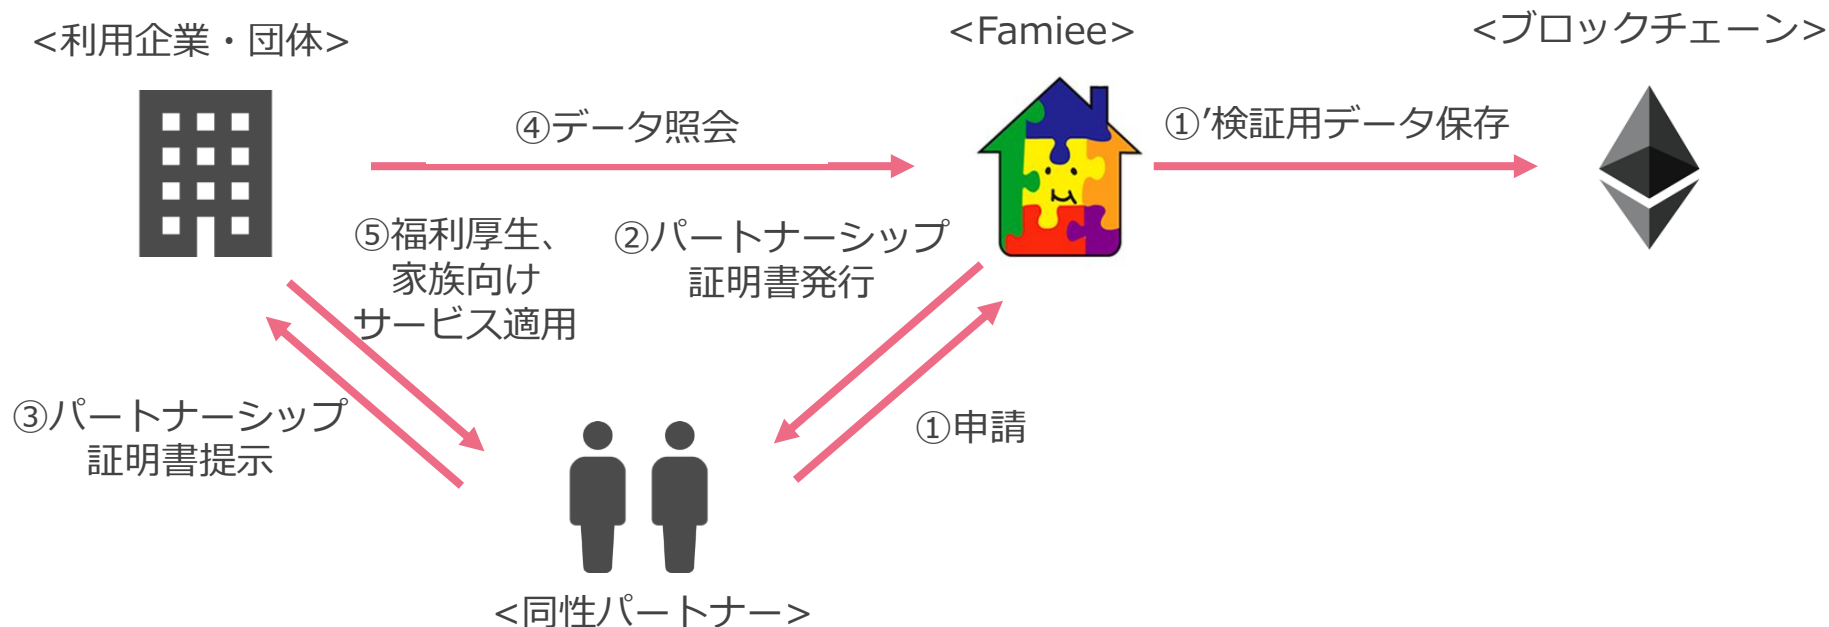 <利用企業・団体>
<Famiee>
<ブロックチェーン>
④データ照会
①’検証用データ保存
⑤福利厚生、
家族向け
サービス適用
②パートナーシップ
証明書発行
③パートナーシップ
証明書提示
①申請
<同性パートナー>